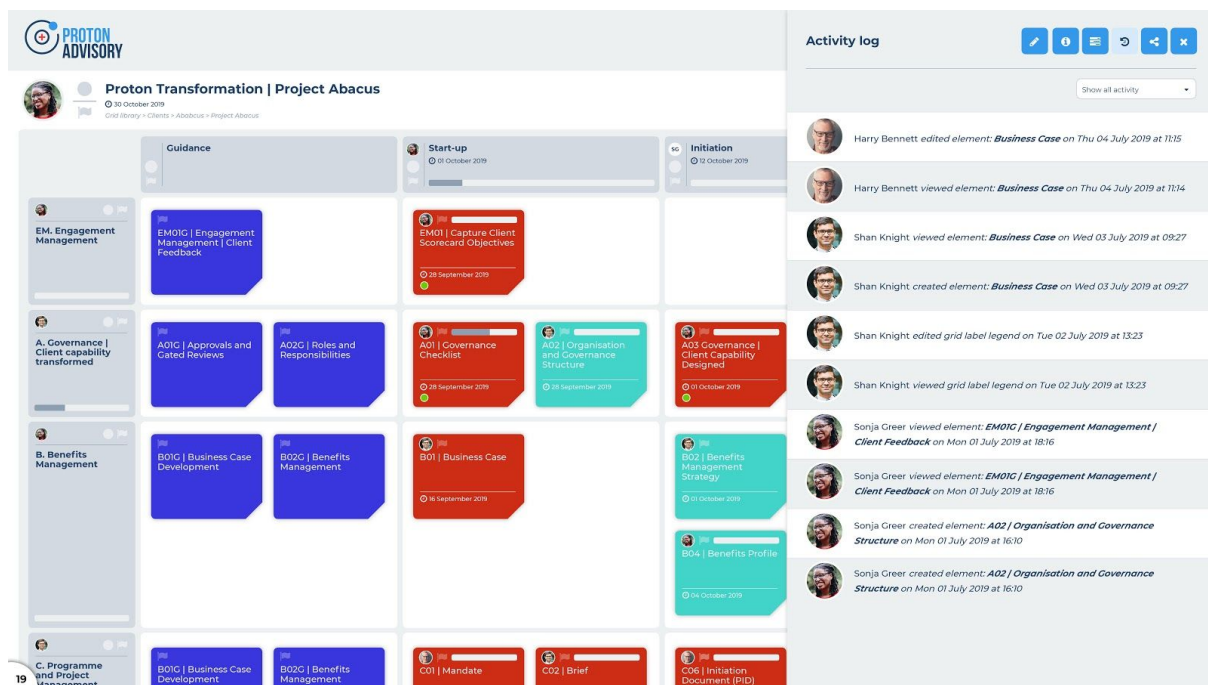 PROTON
ADVISORY
Proton Transformation | Project Abacus
30 October 2019
Grid library > Clients > Ababcus > Project Abacus
Guidance
Start-up
01 October 2019
SG
Initiation
12 October 2019
EM. Engagement
Management
EM01G | Engagement
Management | Client
Feedback
EM01 | Capture Client
Scorecard Objectives
28 September 2019
A. Governance |
Client capability
transformed
A01G | Approvals and
Gated Reviews
A02G | Roles and
Responsibilities
A01 | Governance
Checklist
28 September 2019
A02 | Organisation
and Governance
Structure
28 September 2019
A03 Governance |
Client Capability
Designed
01 October 2019
B. Benefits
Management
B01G | Business Case
Development
B02G | Benefits
Management
B01 | Business Case
16 September 2019
B02 | Benefits
Management
Strategy
01 October 2019
B04 | Benefits Profile
04 October 2019
C. Programme
and Project
Management
B01G | Business Case
Development
B02G | Benefits
Management
C01 | Mandate
C02 | Brief
C06 | Initiation
Document (PID)
19
Activity log
Show all activity
Harry Bennett edited element: Business Case on Thu 04 July 2019 at 11:15
Harry Bennett viewed element: Business Case on Thu 04 July 2019 at 11:14
Shan Knight viewed element: Business Case on Wed 03 July 2019 at 09:27
Shan Knight created element: Business Case on Wed 03 July 2019 at 09:27
Shan Knight edited grid label legend on Tue 02 July 2019 at 13:23
Shan Knight viewed grid label legend on Tue 02 July 2019 at 13:23
Sonja Greer viewed element: EM01G | Engagement Management |
Client Feedback on Mon 01 July 2019 at 18:16
Sonja Greer viewed element: EM01G | Engagement Management |
Client Feedback on Mon 01 July 2019 at 18:16
Sonja Greer created element: A02 | Organisation and Governance
Structure on Mon 01 July 2019 at 16:10
Sonja Greer created element: A02 | Organisation and Governance
Structure on Mon 01 July 2019 at 16:10